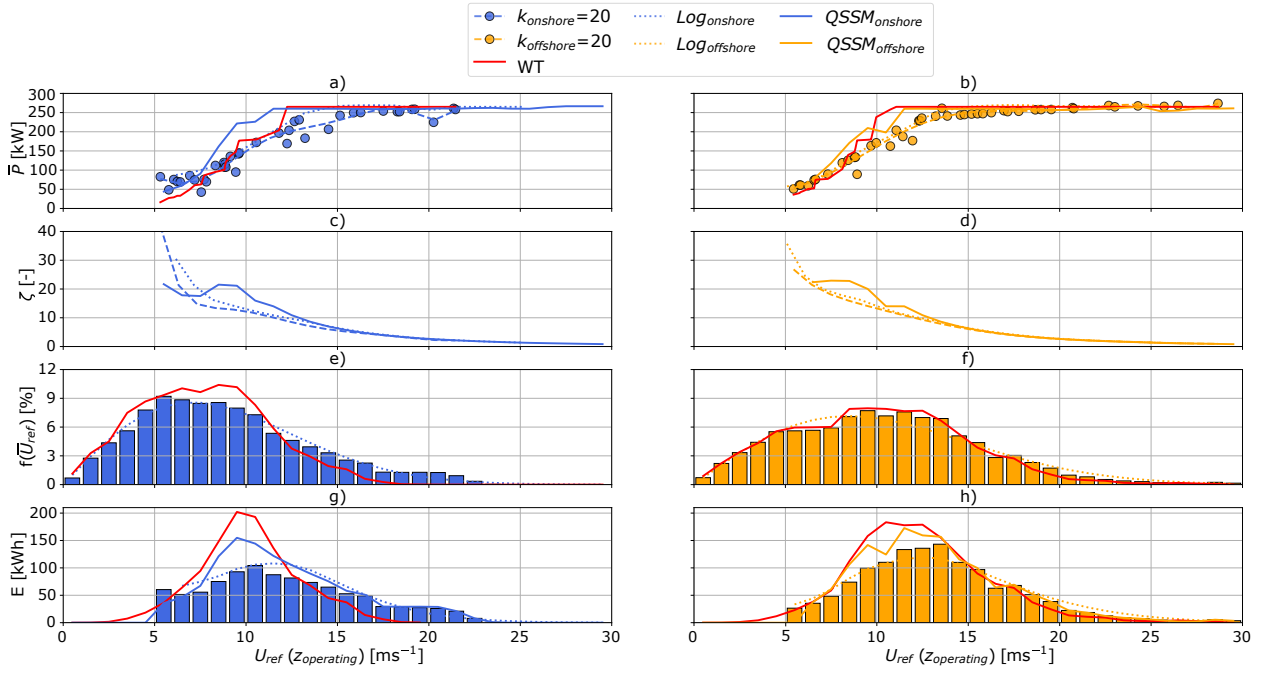 k_onshore=20 Log_onshore QSSM_onshore
k_offshore=20 Log_offshore QSSM_offshore
WT
a) b)
300
250
200
150
100
50
0
P̅ [kW]
c) d)
40
30
20
10
0
ζ [-]
e) f)
12
9
6
3
0
f(U̅_ref) [%]
g) h)
200
150
100
50
0
E [kWh]
0 5 10 15 20 25 30 0 5 10 15 20 25 30
U_ref (z_operating) [ms⁻¹] U_ref (z_operating) [ms⁻¹]